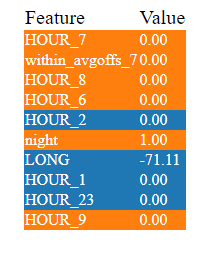 Feature Value
HOUR_7 0.00
within_avgoffs_7 0.00
HOUR_8 0.00
HOUR_6 0.00
HOUR_2 0.00
night 1.00
LONG -71.11
HOUR_1 0.00
HOUR_23 0.00
HOUR_9 0.00